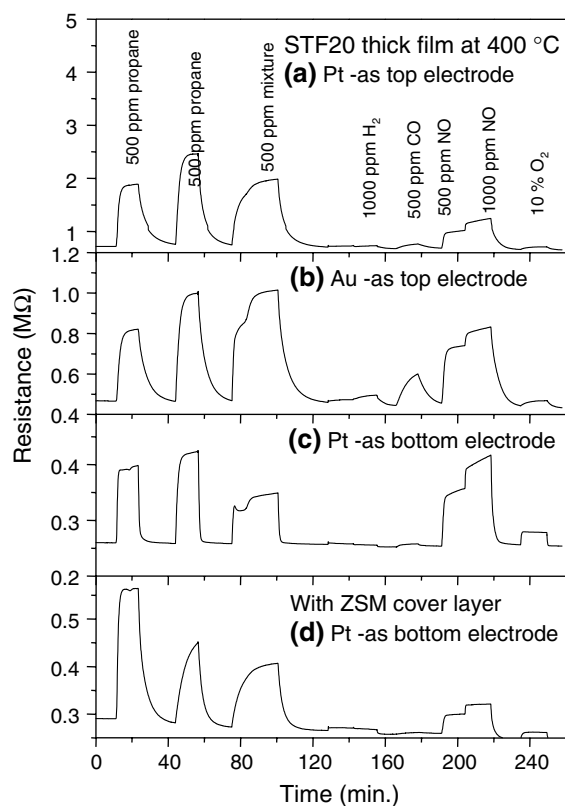 STF20 thick film at 400 °C
(a) Pt -as top electrode
500 ppm propane
500 ppm propane
500 ppm mixture
1000 ppm H2
500 ppm CO
500 ppm NO
1000 ppm NO
10 % O2
5
4
3
2
1
1.2
(b) Au -as top electrode
1.0
0.8
0.6
0.4
(c) Pt -as bottom electrode
0.4
0.3
0.2
With ZSM cover layer
(d) Pt -as bottom electrode
0.5
0.4
0.3
Resistance (MΩ)
0 40 80 120 160 200 240
Time (min.)